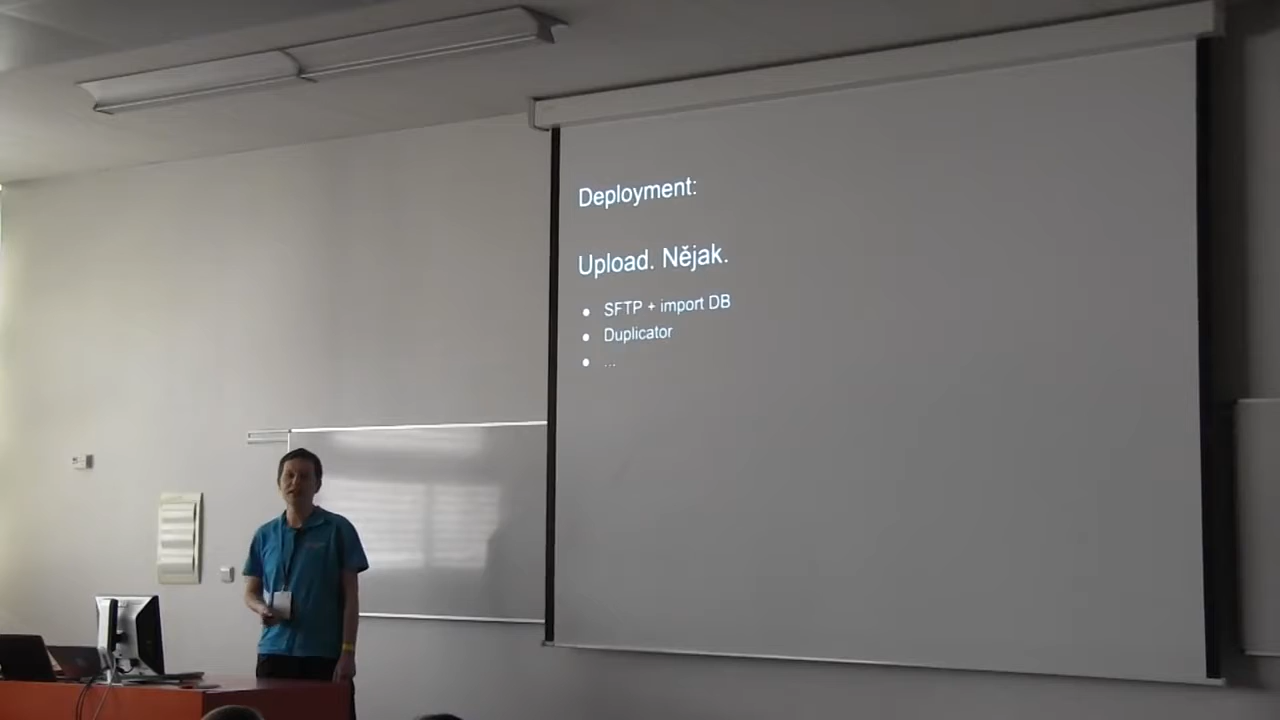 Deployment:
Upload. Nějak.
● SFTP + import DB
● Duplicator
● ...